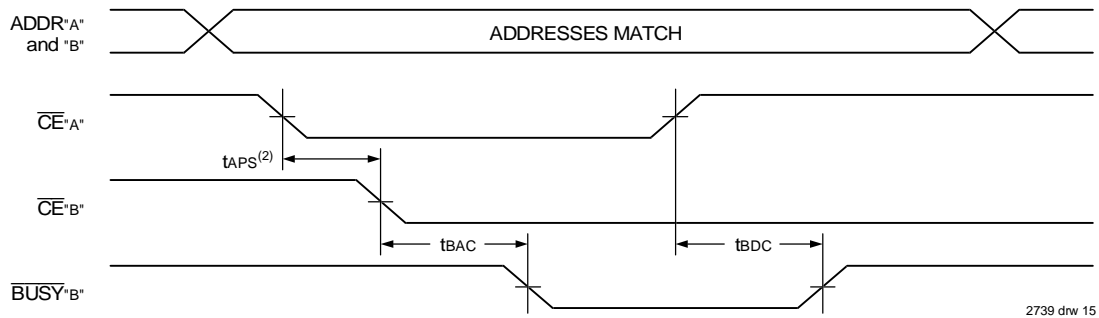 ADDR"A"
and "B"
ADDRESSES MATCH
CE"A"
tAPS(2)
CE"B"
tBAC
tBDC
BUSY"B"
2739 drw 15